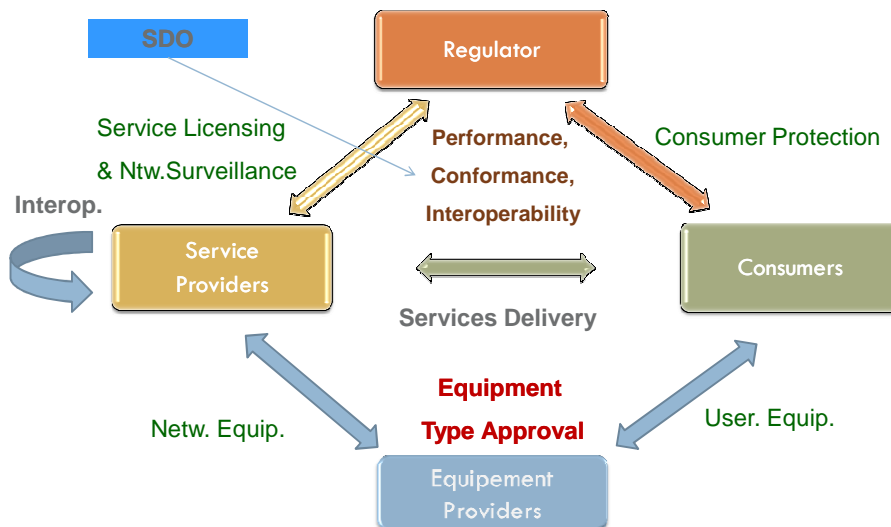 SDO
Regulator
Service Licensing
& Ntw.Surveillance
Performance,
Conformance,
Interoperability
Consumer Protection
Interop.
Service
Providers
Consumers
Services Delivery
Equipment
Type Approval
Netw. Equip.
User. Equip.
Equipement
Providers